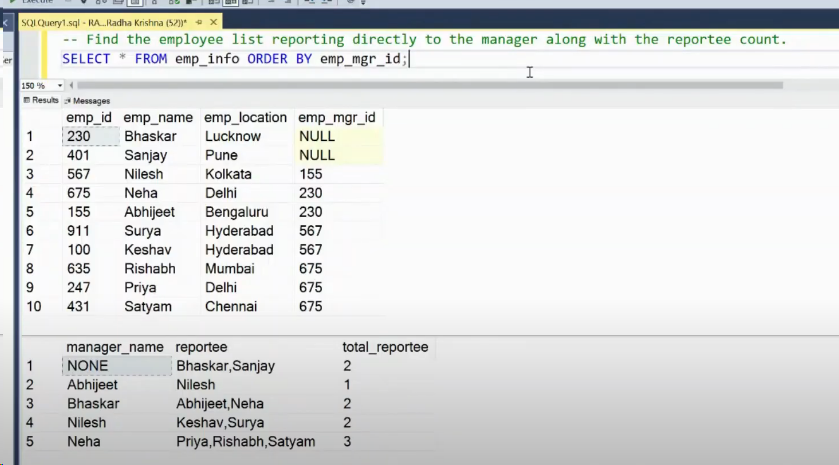 Execute
SQLQuery1.sql - RA...Radha Krishna (52))*
-- Find the employee list reporting directly to the manager along with the reportee count.
SELECT * FROM emp_info ORDER BY emp_mgr_id;
150 %
Results Messages
emp_id emp_name emp_location emp_mgr_id
1 230 Bhaskar Lucknow NULL
2 401 Sanjay Pune NULL
3 567 Nilesh Kolkata 155
4 675 Neha Delhi 230
5 155 Abhijeet Bengaluru 230
6 911 Surya Hyderabad 567
7 100 Keshav Hyderabad 567
8 635 Rishabh Mumbai 675
9 247 Priya Delhi 675
10 431 Satyam Chennai 675
manager_name reportee total_reportee
1 NONE Bhaskar,Sanjay 2
2 Abhijeet Nilesh 1
3 Bhaskar Abhijeet,Neha 2
4 Nilesh Keshav,Surya 2
5 Neha Priya,Rishabh,Satyam 3